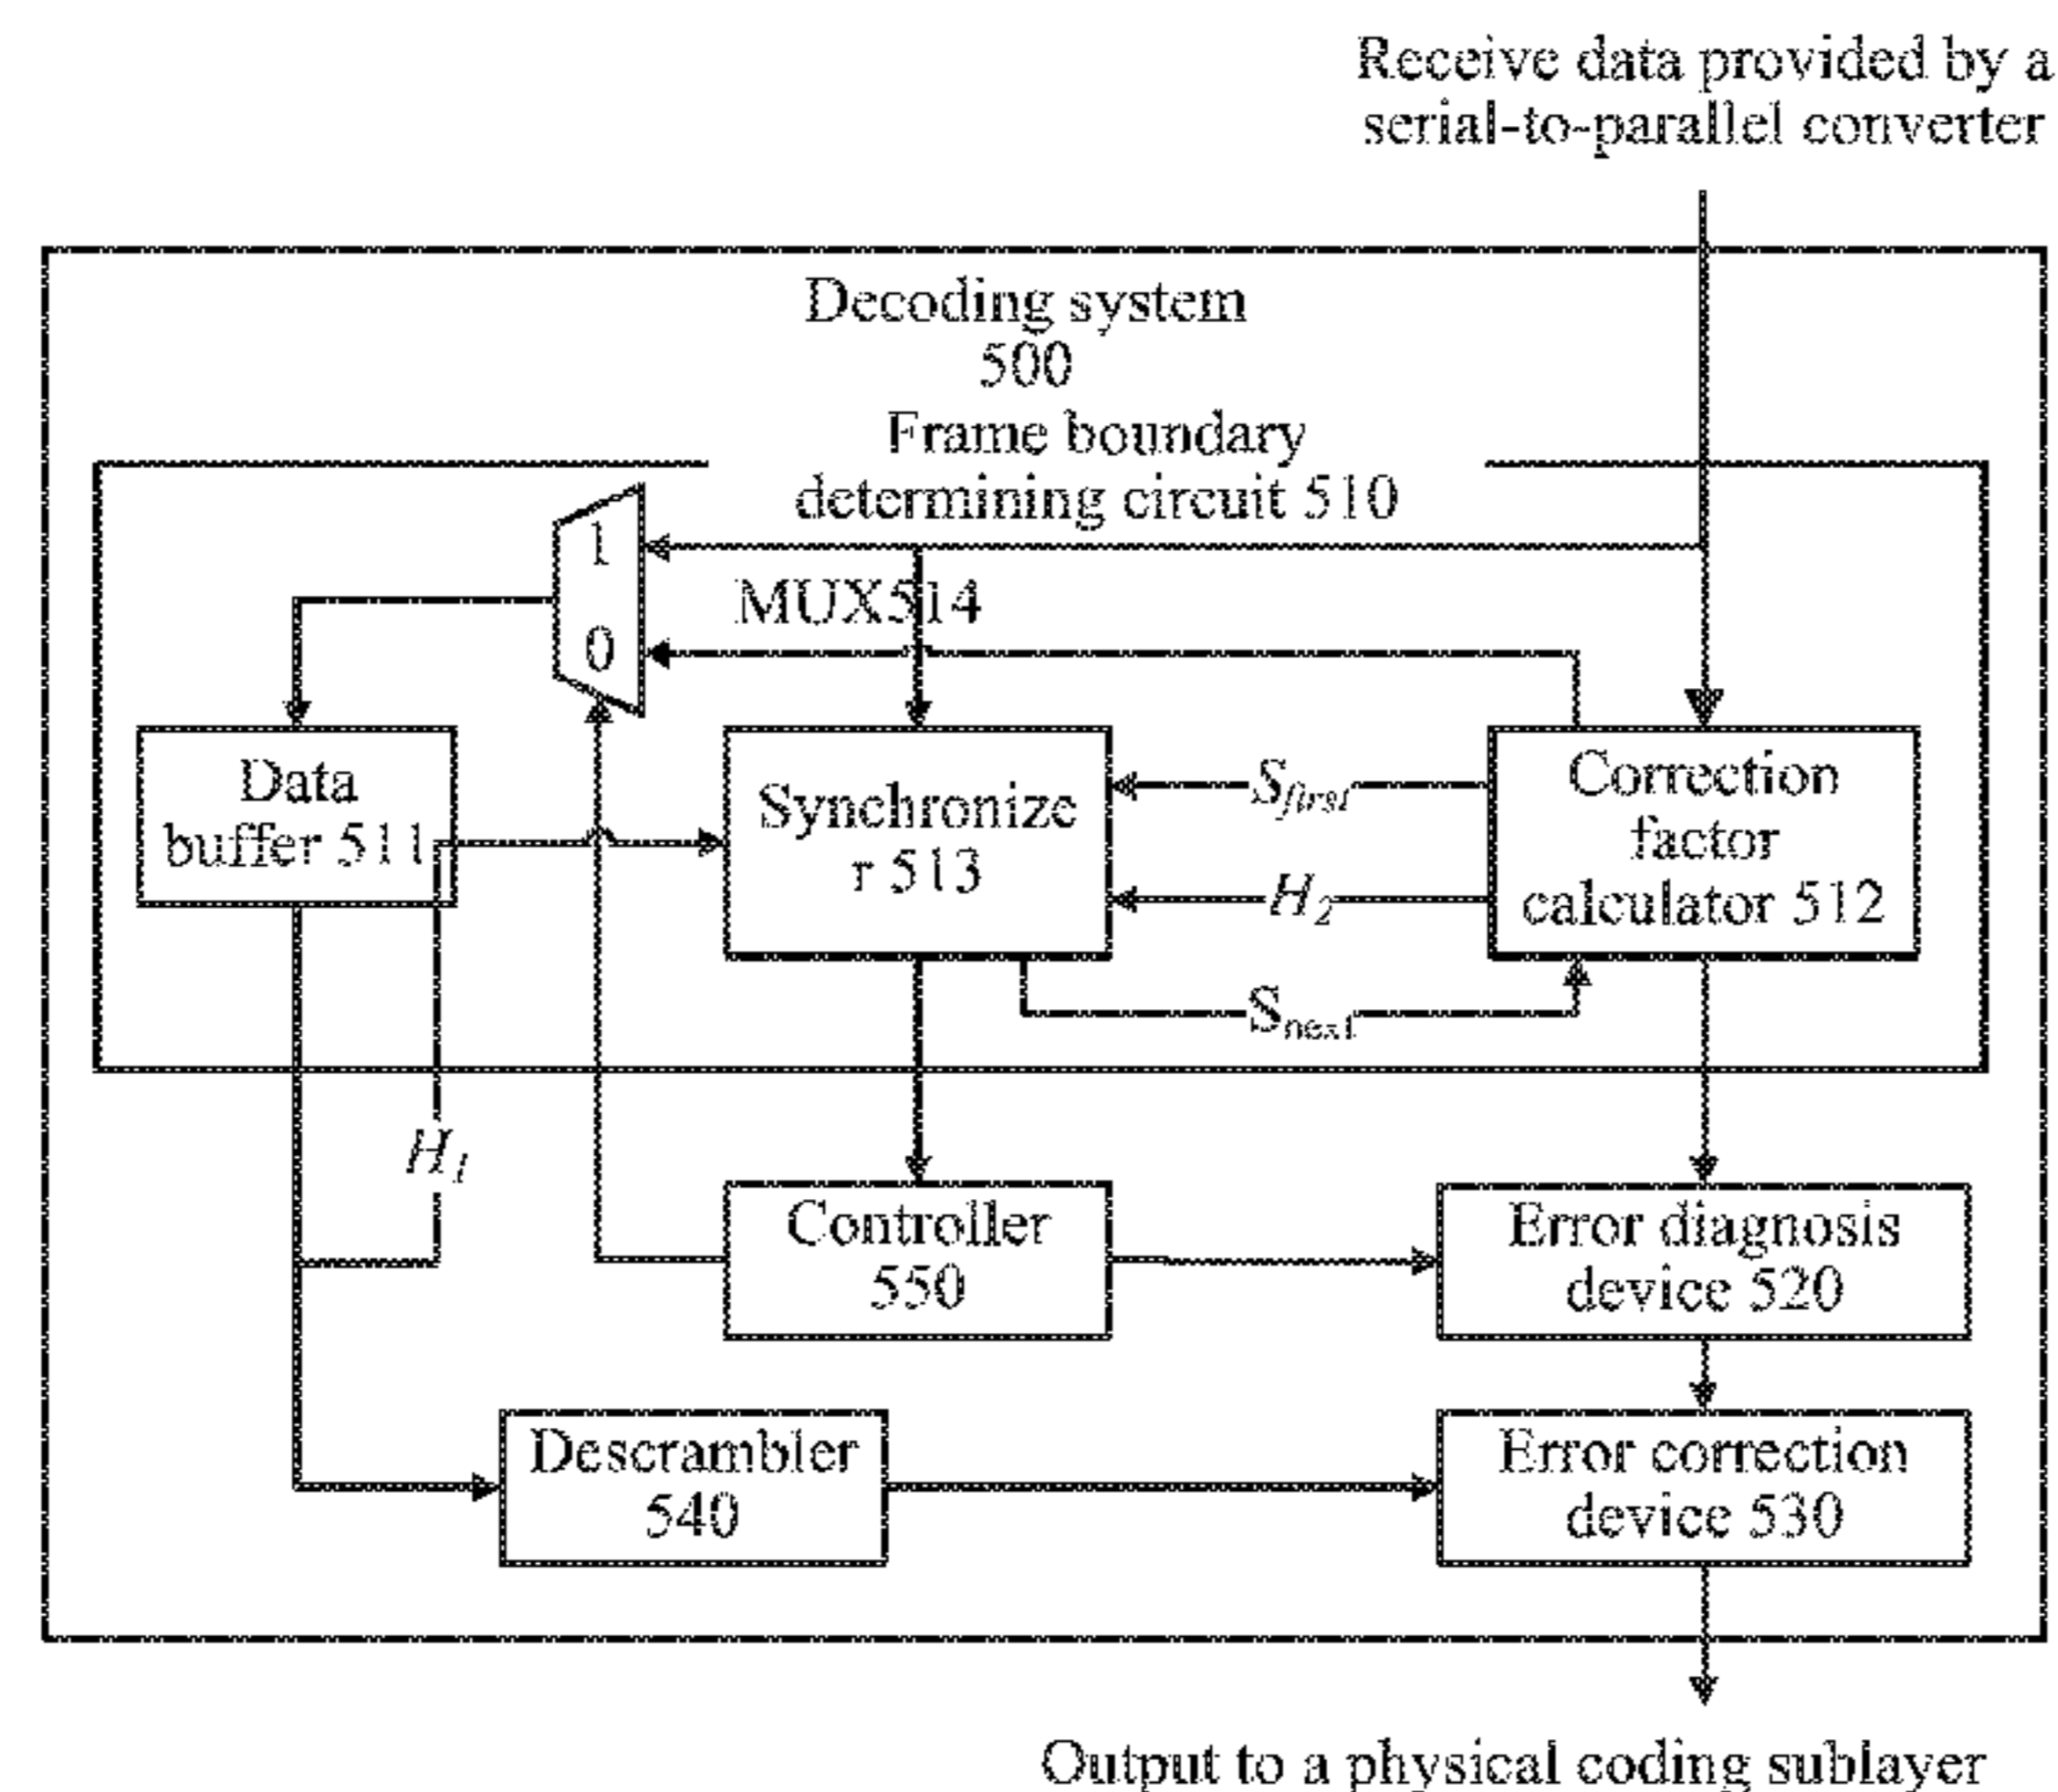 Receive data provided by a
serial-to-parallel converter
Decoding system
500
Frame boundary
determining circuit 510
1
MUX514
0
Data
buffer 511
Synchronize
r 513
S_first
H_2
S_next
Correction
factor
calculator 512
H_1
Controller
550
Error diagnosis
device 520
Descrambler
540
Error correction
device 530
Output to a physical coding sublayer